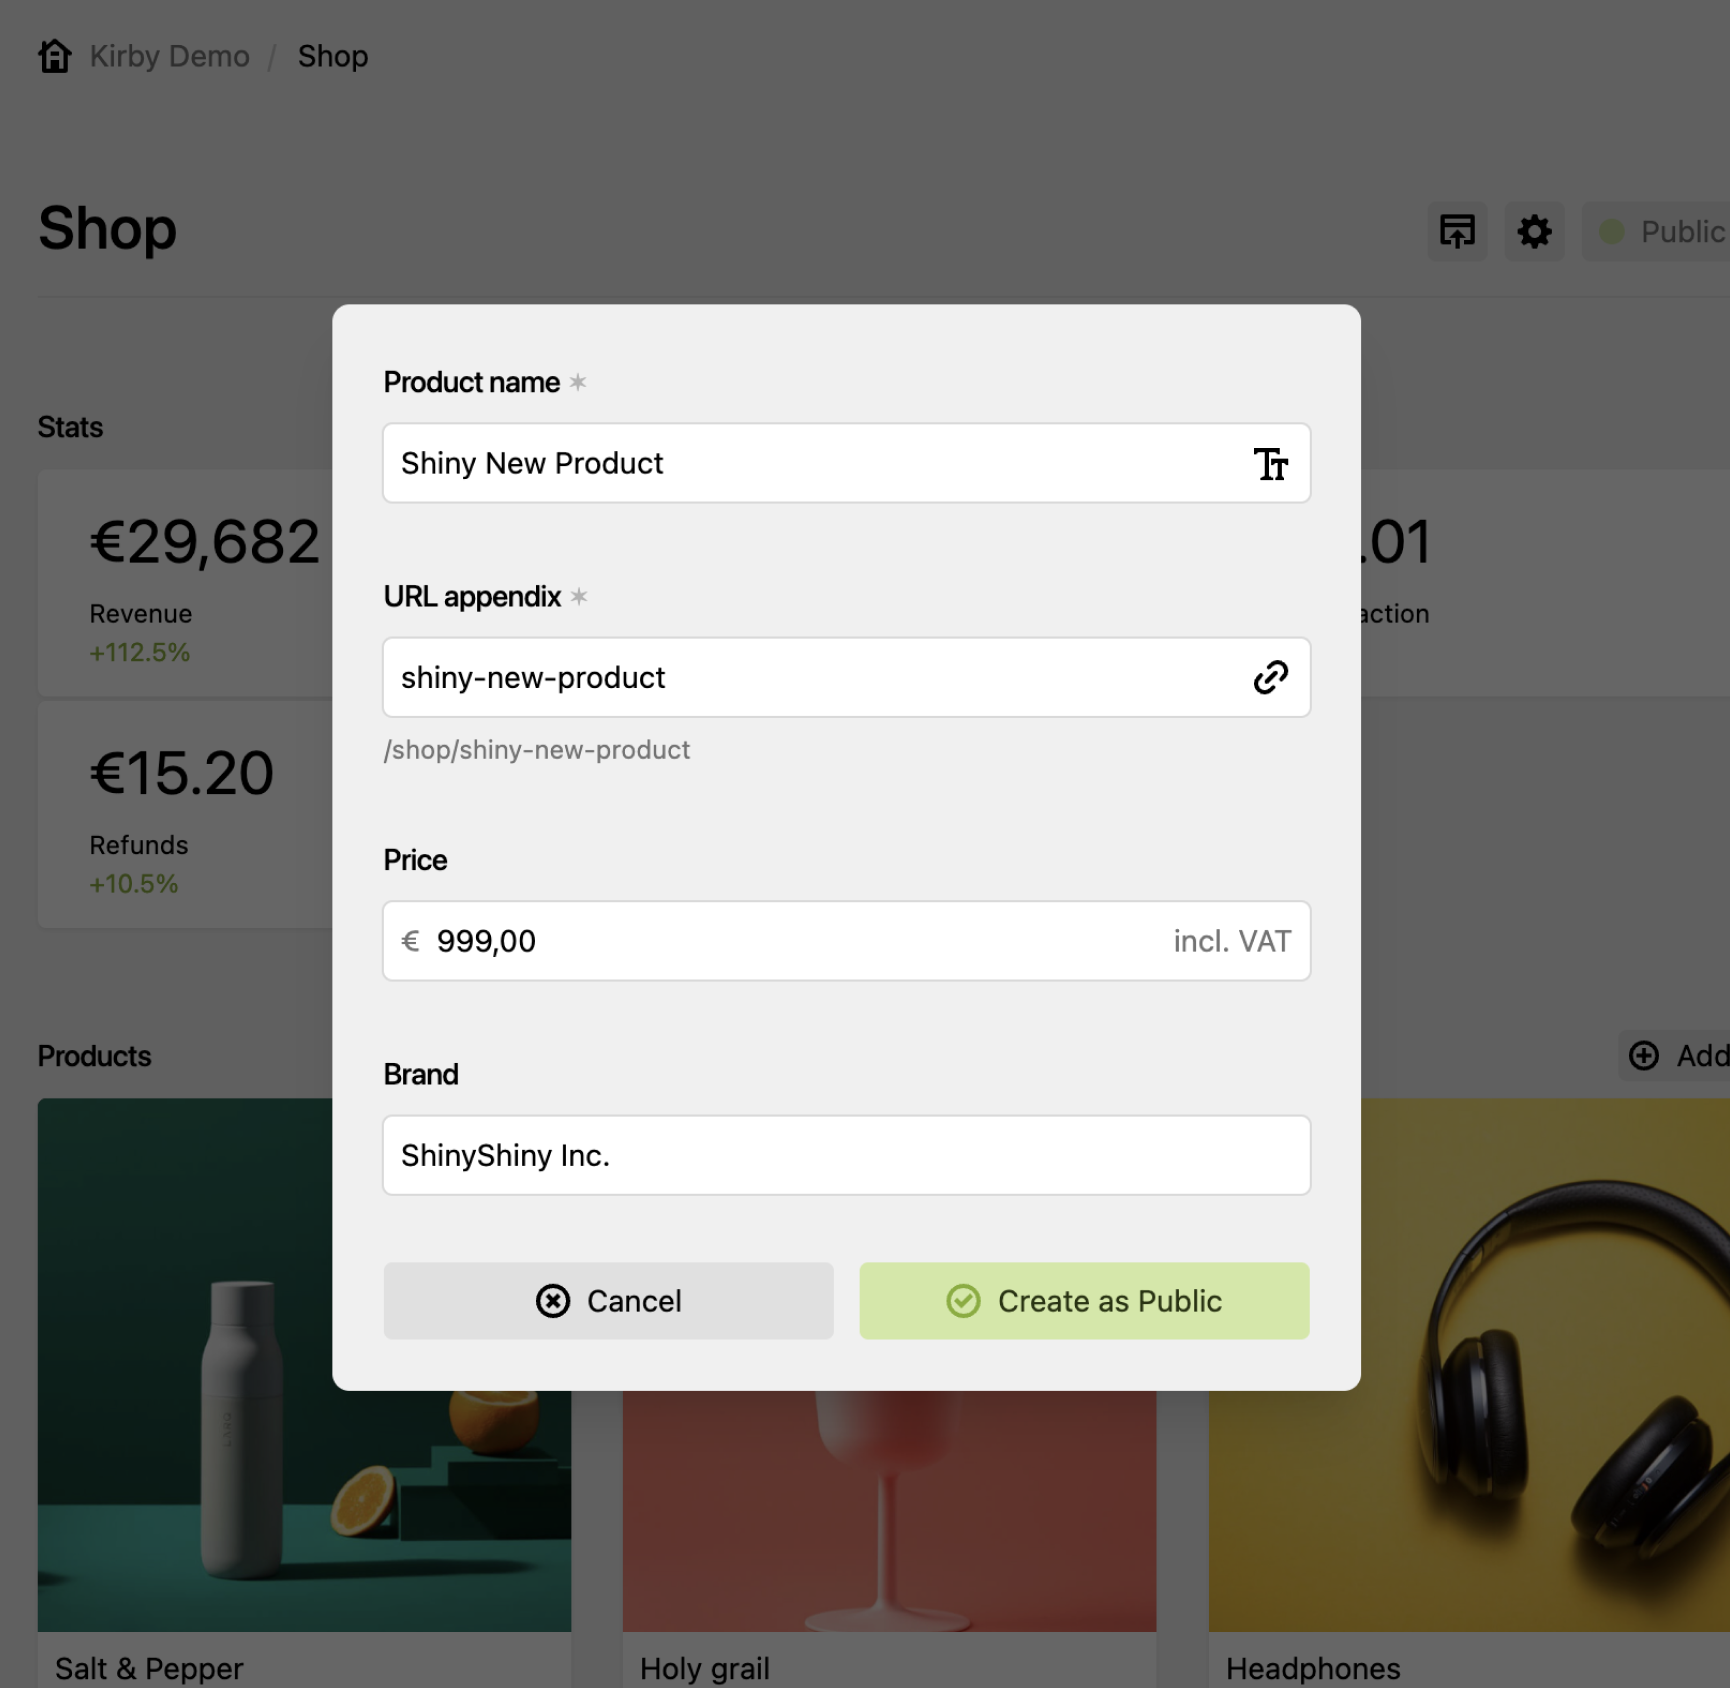 Kirby Demo / Shop
Shop
Public
Stats
€29,682
Revenue
+112.5%
.01
action
€15.20
Refunds
+10.5%
Product name *
Shiny New Product
URL appendix *
shiny-new-product
/shop/shiny-new-product
Price
€ 999,00 incl. VAT
Brand
ShinyShiny Inc.
Cancel
Create as Public
Products
Add
LARQ
Salt & Pepper
Holy grail
Headphones